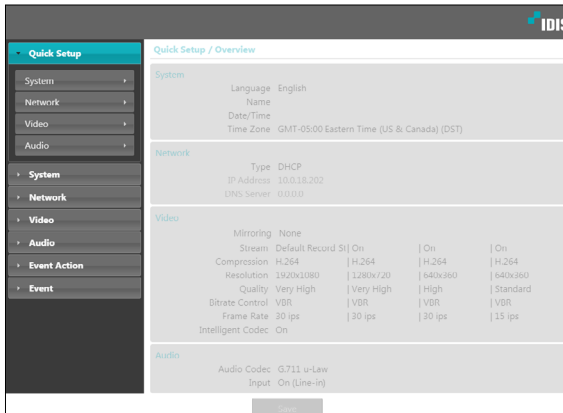 IDIS
Quick Setup
System
Network
Video
Audio
System
Network
Video
Audio
Event Action
Event
Quick Setup / Overview
System
Language English
Name
Date/Time
Time Zone GMT-05:00 Eastern Time (US & Canada) (DST)
Network
Type DHCP
IP Address 10.0.18.202
DNS Server 0.0.0.0
Video
Mirroring None
Stream Default Record St| On | On | On
Compression H.264 | H.264 | H.264 | H.264
Resolution 1920x1080 | 1280x720 | 640x360 | 640x360
Quality Very High | Very High | High | Standard
Bitrate Control VBR | VBR | VBR | VBR
Frame Rate 30 ips | 30 ips | 30 ips | 15 ips
Intelligent Codec On
Audio
Audio Codec G.711 u-Law
Input On (Line-in)
Save